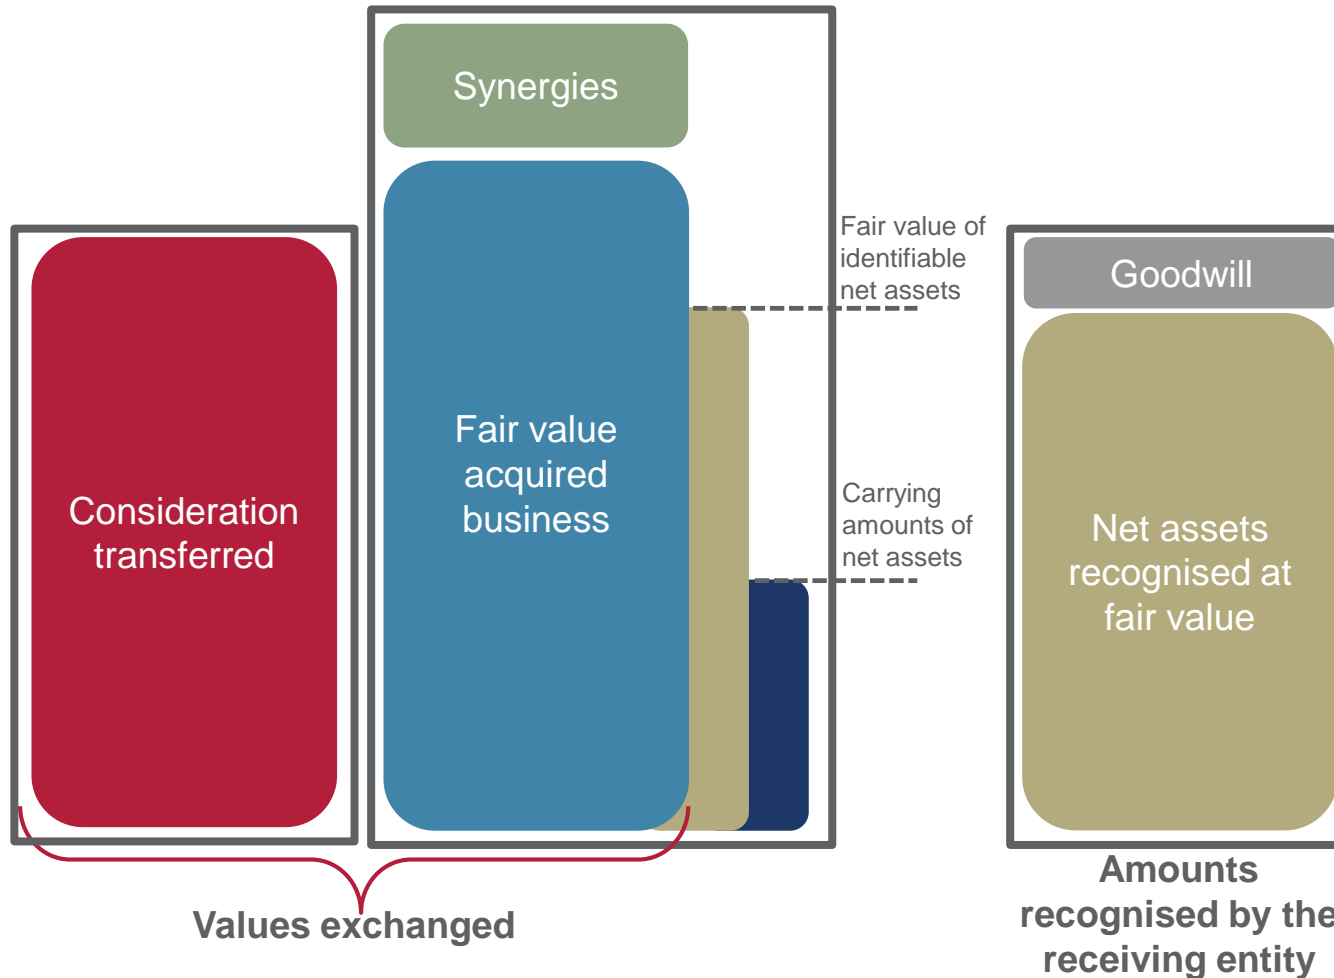 Synergies
Fair value of
identifiable
net assets
Goodwill
Fair value
acquired
business
Consideration
transferred
Carrying
amounts of
net assets
Net assets
recognised at
fair value
Values exchanged
Amounts
recognised by the
receiving entity